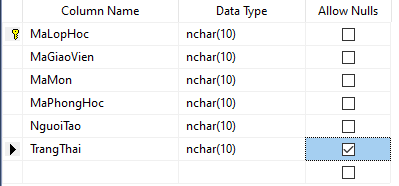 Column Name Data Type Allow Nulls
MaLopHoc nchar(10)
MaGiaoVien nchar(10)
MaMon nchar(10)
MaPhongHoc nchar(10)
NguoiTao nchar(10)
TrangThai nchar(10)